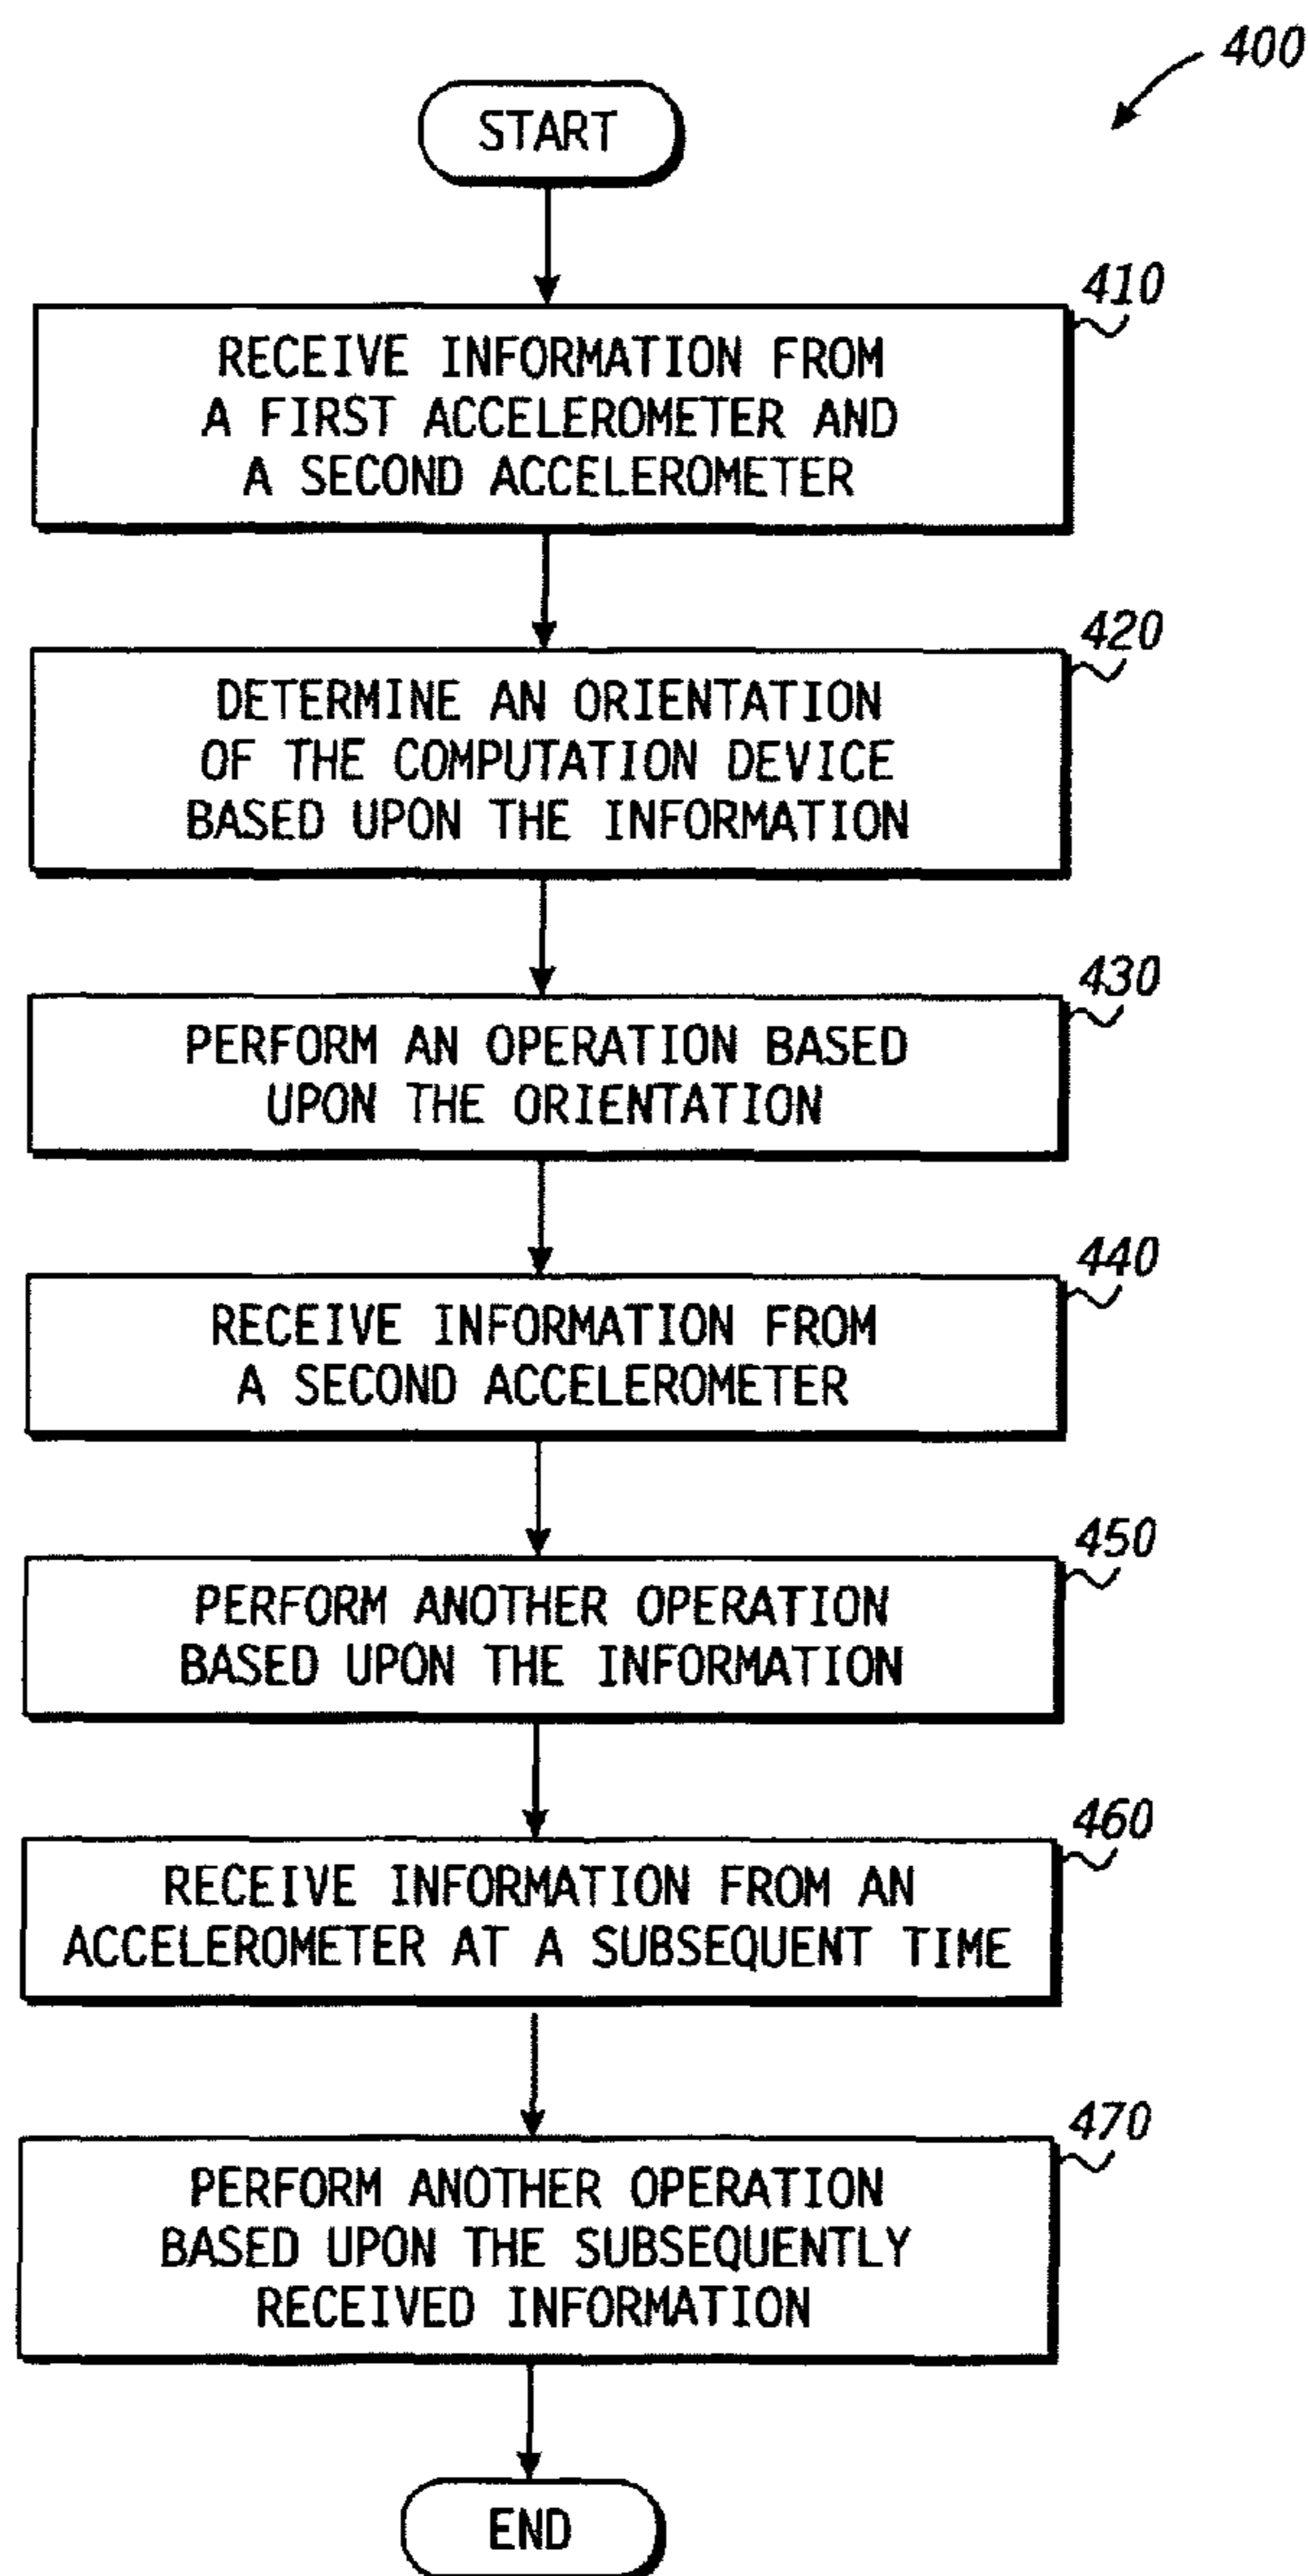 400
START
410
RECEIVE INFORMATION FROM
A FIRST ACCELEROMETER AND
A SECOND ACCELEROMETER
420
DETERMINE AN ORIENTATION
OF THE COMPUTATION DEVICE
BASED UPON THE INFORMATION
430
PERFORM AN OPERATION BASED
UPON THE ORIENTATION
440
RECEIVE INFORMATION FROM
A SECOND ACCELEROMETER
450
PERFORM ANOTHER OPERATION
BASED UPON THE INFORMATION
460
RECEIVE INFORMATION FROM AN
ACCELEROMETER AT A SUBSEQUENT TIME
470
PERFORM ANOTHER OPERATION
BASED UPON THE SUBSEQUENTLY
RECEIVED INFORMATION
END